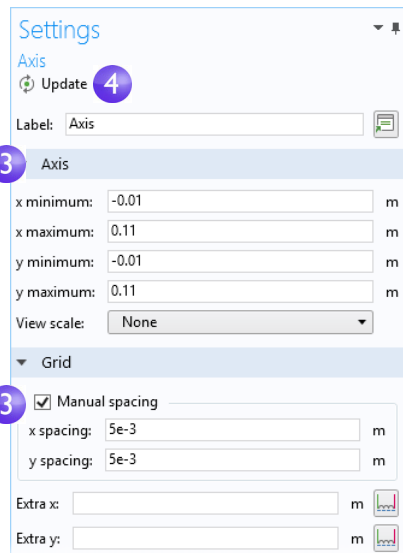 Settings
Axis
Update 4
Label: Axis
3 Axis
x minimum: -0.01 m
x maximum: 0.11 m
y minimum: -0.01 m
y maximum: 0.11 m
View scale: None
Grid
3 Manual spacing
x spacing: 5e-3 m
y spacing: 5e-3 m
Extra x: m
Extra y: m